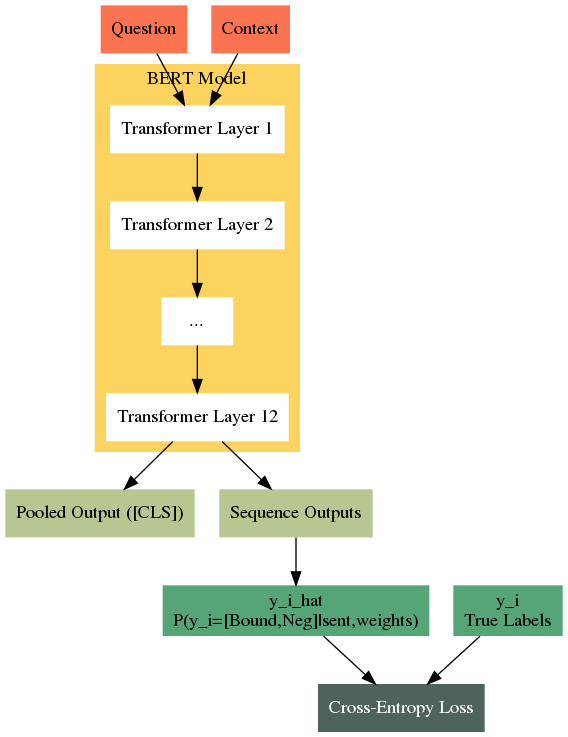 Question
Context
BERT Model
Transformer Layer 1
Transformer Layer 2
...
Transformer Layer 12
Pooled Output ([CLS])
Sequence Outputs
y_i_hat
P(y_i=[Bound,Neg]|sent,weights)
y_i
True Labels
Cross-Entropy Loss